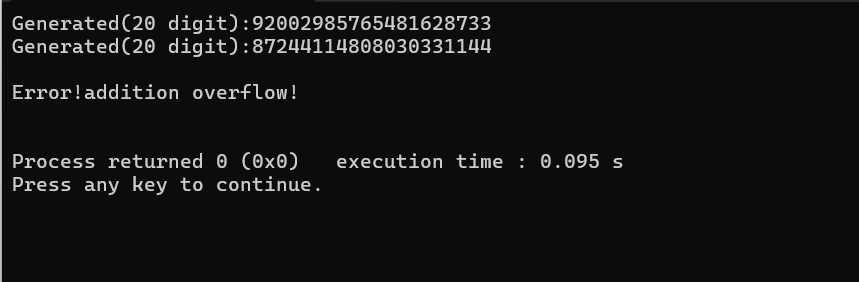 Generated(20 digit):92002985765481628733
Generated(20 digit):87244114808030331144
Error!addition overflow!
Process returned 0 (0x0)   execution time : 0.095 s
Press any key to continue.